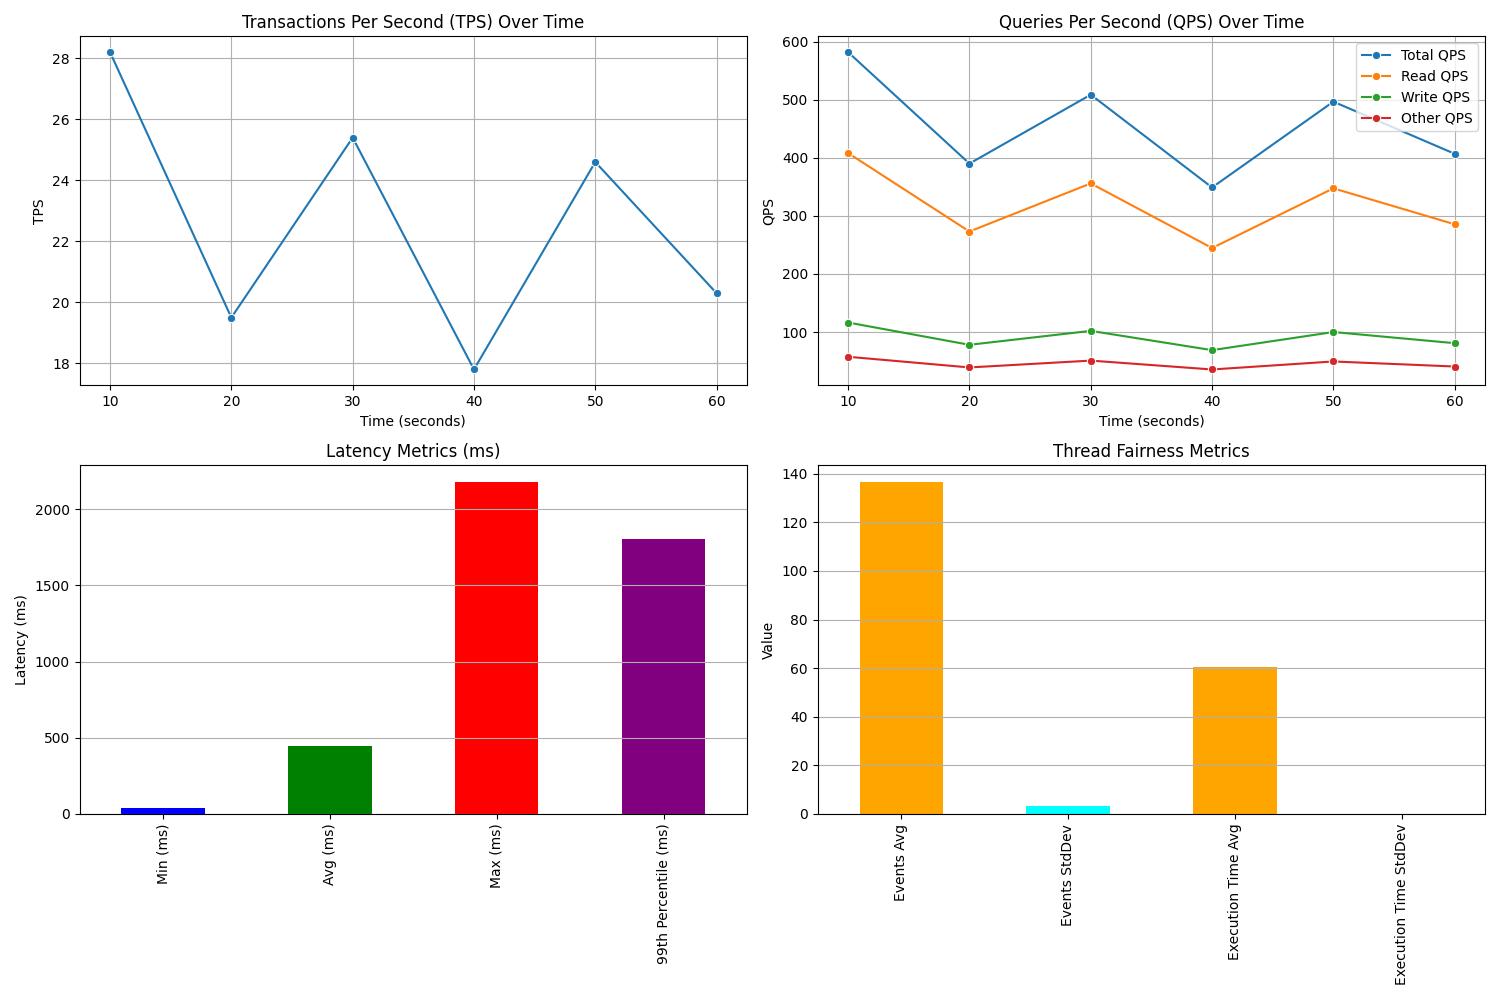 Transactions Per Second (TPS) Over Time
TPS
28
26
24
22
20
18
10 20 30 40 50 60
Time (seconds)
Queries Per Second (QPS) Over Time
QPS
600
500
400
300
200
100
Total QPS
Read QPS
Write QPS
Other QPS
10 20 30 40 50 60
Time (seconds)
Latency Metrics (ms)
Latency (ms)
2000
1500
1000
500
0
Min (ms)
Avg (ms)
Max (ms)
99th Percentile (ms)
Thread Fairness Metrics
Value
140
120
100
80
60
40
20
0
Events Avg
Events StdDev
Execution Time Avg
Execution Time StdDev